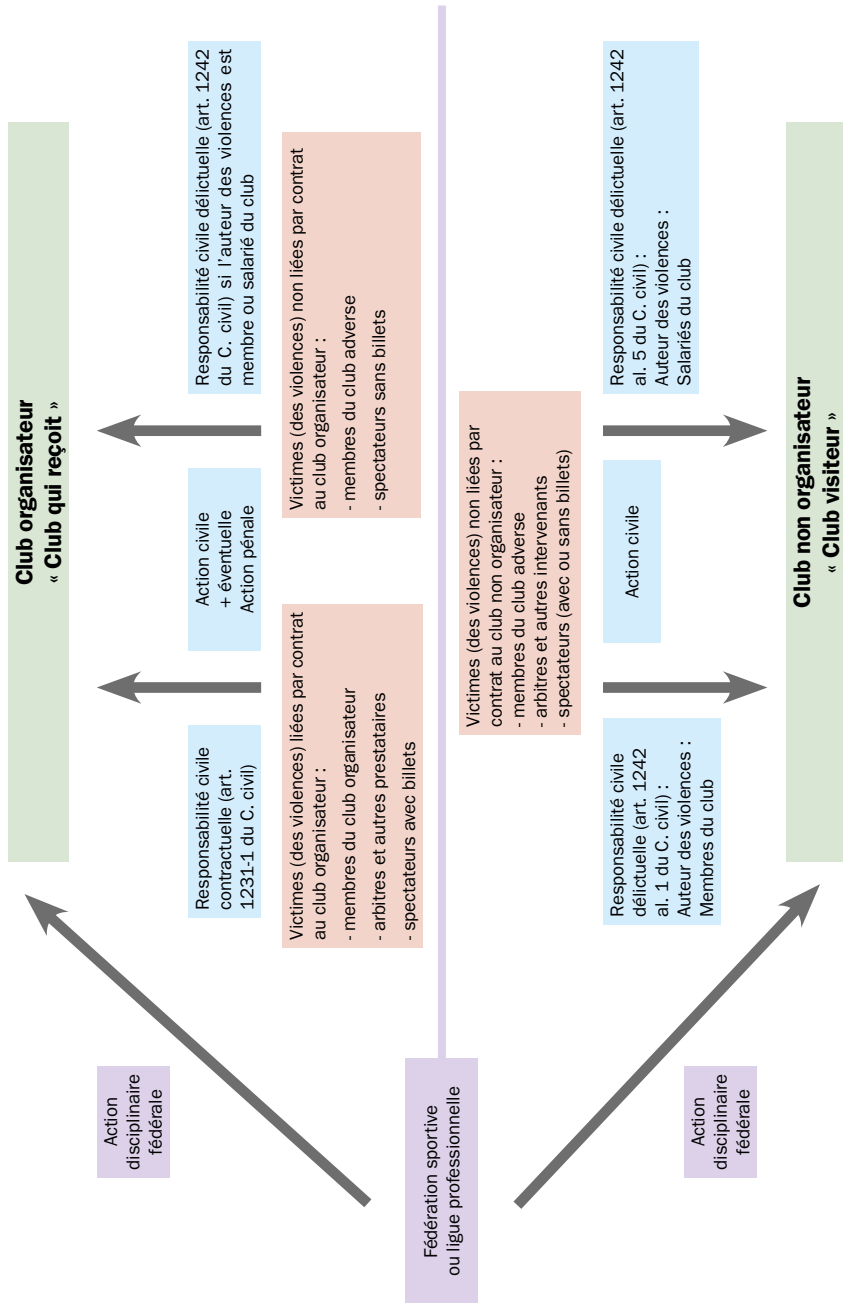 Club organisateur
« Club qui reçoit »
Responsabilité civile
contractuelle (art.
1231-1 du C. civil)
Action civile
+ éventuelle
Action pénale
Responsabilité civile délictuelle (art. 1242
du C. civil) si l'auteur des violences est
membre ou salarié du club
Action
disciplinaire
fédérale
Victimes (des violences) liées par contrat
au club organisateur :
- membres du club organisateur
- arbitres et autres prestataires
- spectateurs avec billets
Victimes (des violences) non liées par contrat
au club organisateur :
- membres du club adverse
- spectateurs sans billets
Fédération sportive
ou ligue professionnelle
Victimes (des violences) non liées par
contrat au club non organisateur :
- membres du club adverse
- arbitres et autres intervenants
- spectateurs (avec ou sans billets)
Action
disciplinaire
fédérale
Responsabilité civile
délictuelle (art. 1242
al. 1 du C. civil) :
Auteur des violences :
Membres du club
Action civile
Responsabilité civile délictuelle (art. 1242
al. 5 du C. civil) :
Auteur des violences :
Salariés du club
Club non organisateur
« Club visiteur »